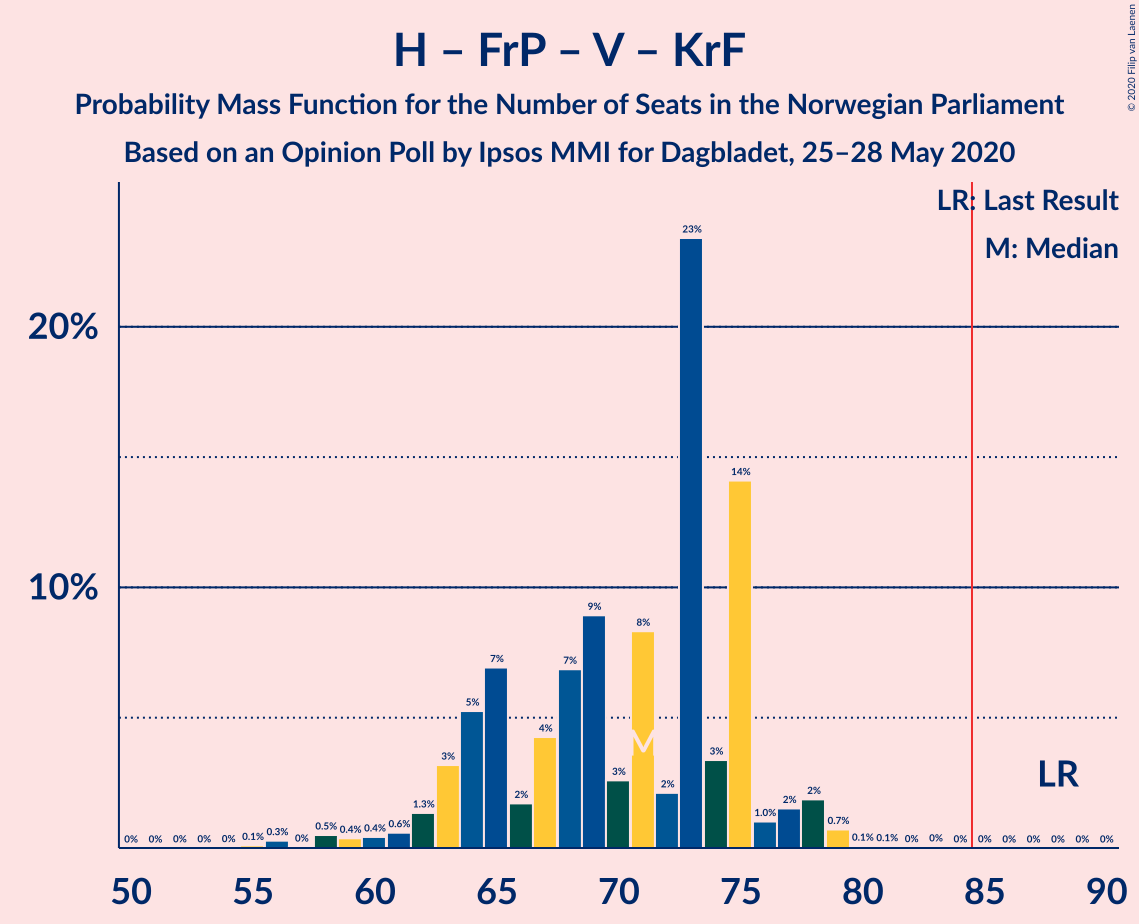 H – FrP – V – KrF
Probability Mass Function for the Number of Seats in the Norwegian Parliament
Based on an Opinion Poll by Ipsos MMI for Dagbladet, 25–28 May 2020
© 2020 Filip van Laenen
LR: Last Result
M: Median
20%
10%
0% 0% 0% 0% 0% 0.1% 0.3% 0% 0.5% 0.4% 0.4% 0.6% 1.3% 3% 5% 7% 2% 4% 7% 9% 3% 8% 2% 23% 3% 14% 1.0% 2% 2% 0.7% 0.1% 0.1% 0% 0% 0% 0% 0% 0% 0% 0% 0%
M
LR
50 55 60 65 70 75 80 85 90